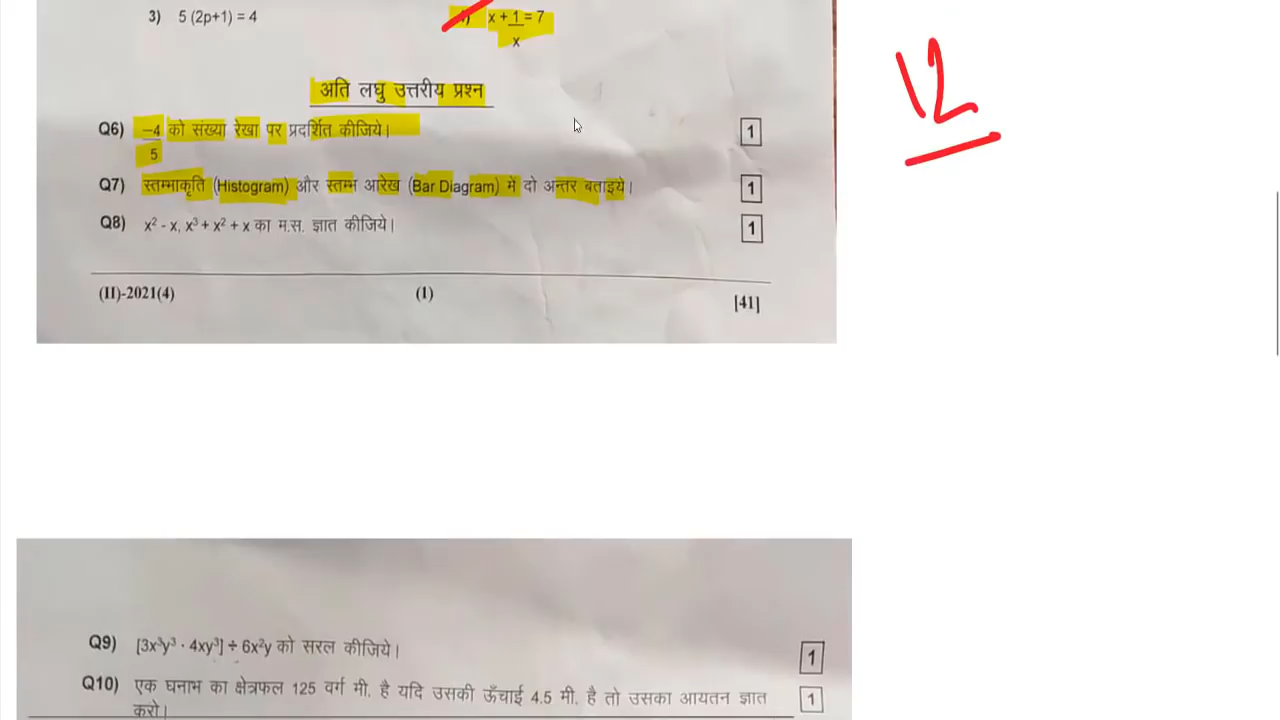 3) 5 (2p+1) = 4
4) x + 1/x = 7
अति लघु उत्तरीय प्रश्न
Q6) –4/5 को संख्या रेखा पर प्रदर्शित कीजिये। 1
Q7) स्तम्भाकृति (Histogram) और स्तम्भ आरेख (Bar Diagram) में दो अन्तर बताइये। 1
Q8) x² - x, x³ + x² + x का म.स. ज्ञात कीजिये। 1
(II)-2021(4) (1) [41]
12
Q9) [3x³y³ · 4xy³] ÷ 6x²y को सरल कीजिये। 1
Q10) एक घनाभ का क्षेत्रफल 125 वर्ग मी. है यदि उसकी ऊँचाई 4.5 मी. है तो उसका आयतन ज्ञात 1
करो।